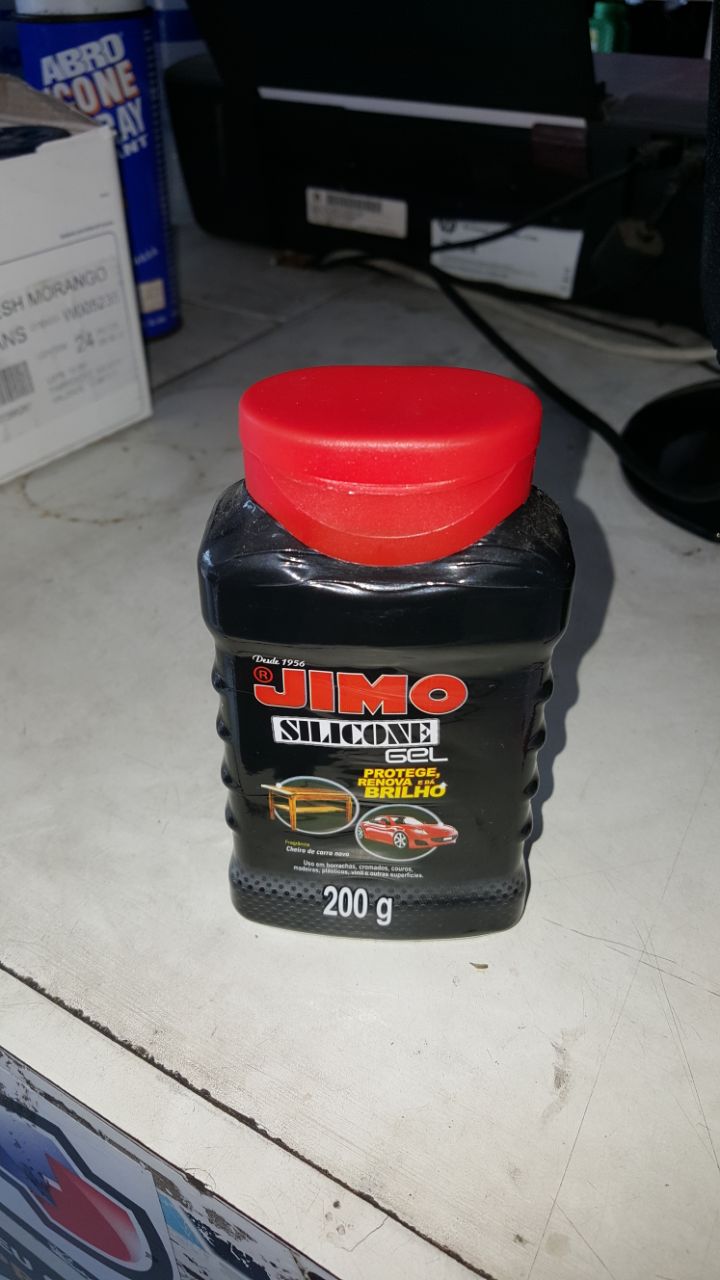 ABRO
CONE
RAY
SH MORANGO
ANS
24
Desde 1956
® JIMO
SILICONE
GEL
PROTEGE,
RENOVA E DÁ
BRILHO
Fragrância
Cheiro de carro novo
Uso em borrachas, cromados, couros,
madeiras, plásticos, vinil e outras superfícies.
200 g